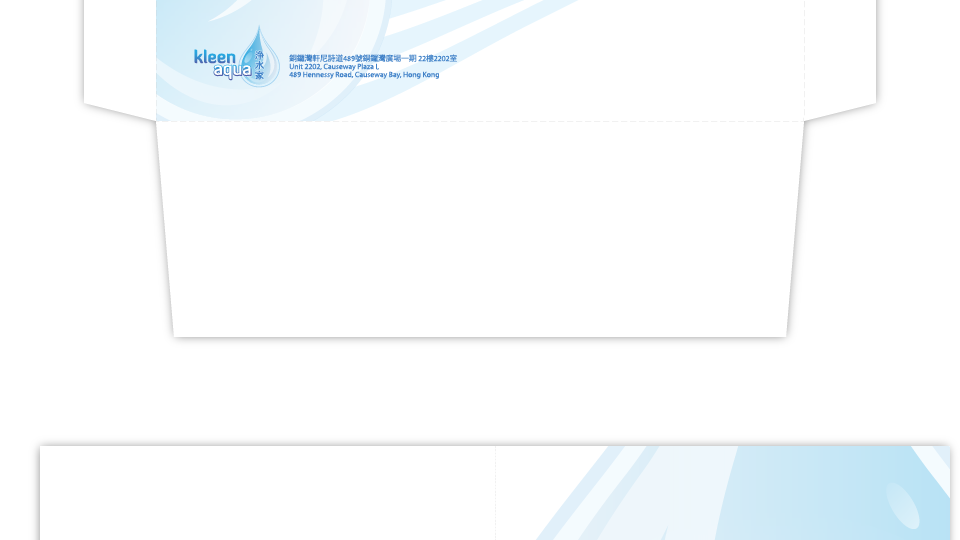 kleen
aqua
净水家
銅鑼灣軒尼詩道489號銅鑼灣廣場一期 22樓2202室
Unit 2202, Causeway Plaza I,
489 Hennessy Road, Causeway Bay, Hong Kong